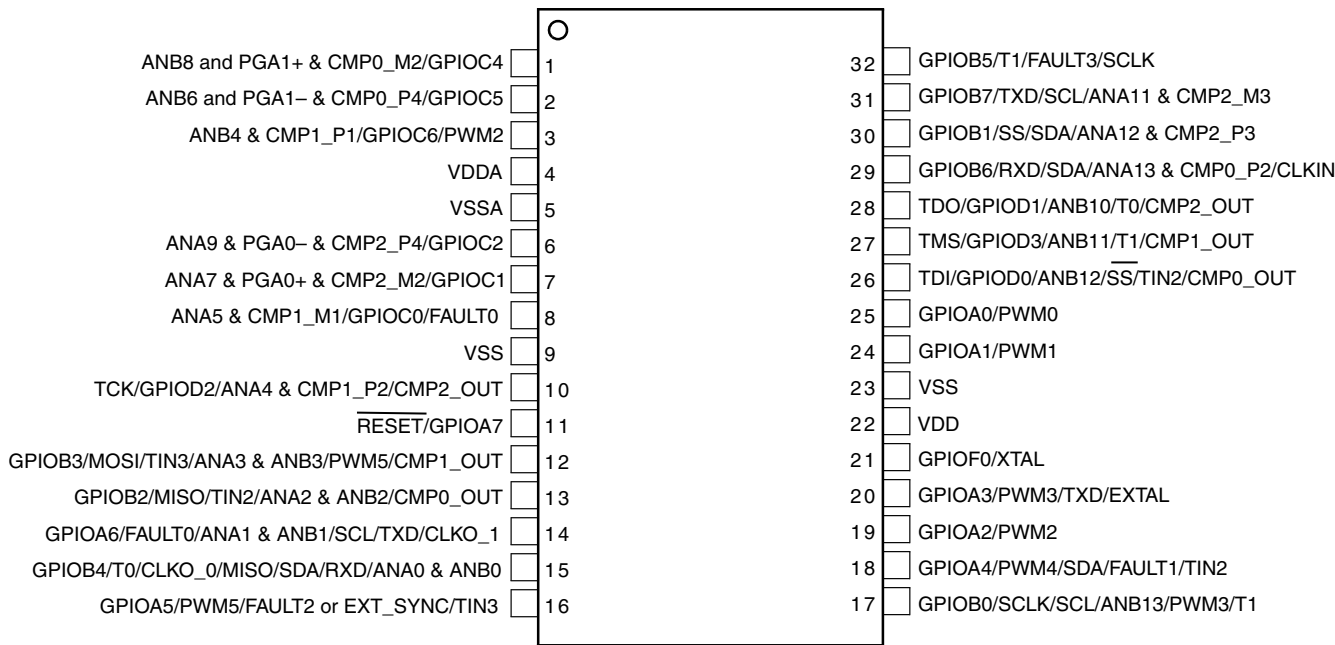 ANB8 and PGA1+ & CMP0_M2/GPIOC4 1
ANB6 and PGA1– & CMP0_P4/GPIOC5 2
ANB4 & CMP1_P1/GPIOC6/PWM2 3
VDDA 4
VSSA 5
ANA9 & PGA0– & CMP2_P4/GPIOC2 6
ANA7 & PGA0+ & CMP2_M2/GPIOC1 7
ANA5 & CMP1_M1/GPIOC0/FAULT0 8
VSS 9
TCK/GPIOD2/ANA4 & CMP1_P2/CMP2_OUT 10
RESET/GPIOA7 11
GPIOB3/MOSI/TIN3/ANA3 & ANB3/PWM5/CMP1_OUT 12
GPIOB2/MISO/TIN2/ANA2 & ANB2/CMP0_OUT 13
GPIOA6/FAULT0/ANA1 & ANB1/SCL/TXD/CLKO_1 14
GPIOB4/T0/CLKO_0/MISO/SDA/RXD/ANA0 & ANB0 15
GPIOA5/PWM5/FAULT2 or EXT_SYNC/TIN3 16
32 GPIOB5/T1/FAULT3/SCLK
31 GPIOB7/TXD/SCL/ANA11 & CMP2_M3
30 GPIOB1/SS/SDA/ANA12 & CMP2_P3
29 GPIOB6/RXD/SDA/ANA13 & CMP0_P2/CLKIN
28 TDO/GPIOD1/ANB10/T0/CMP2_OUT
27 TMS/GPIOD3/ANB11/T1/CMP1_OUT
26 TDI/GPIOD0/ANB12/SS/TIN2/CMP0_OUT
25 GPIOA0/PWM0
24 GPIOA1/PWM1
23 VSS
22 VDD
21 GPIOF0/XTAL
20 GPIOA3/PWM3/TXD/EXTAL
19 GPIOA2/PWM2
18 GPIOA4/PWM4/SDA/FAULT1/TIN2
17 GPIOB0/SCLK/SCL/ANB13/PWM3/T1